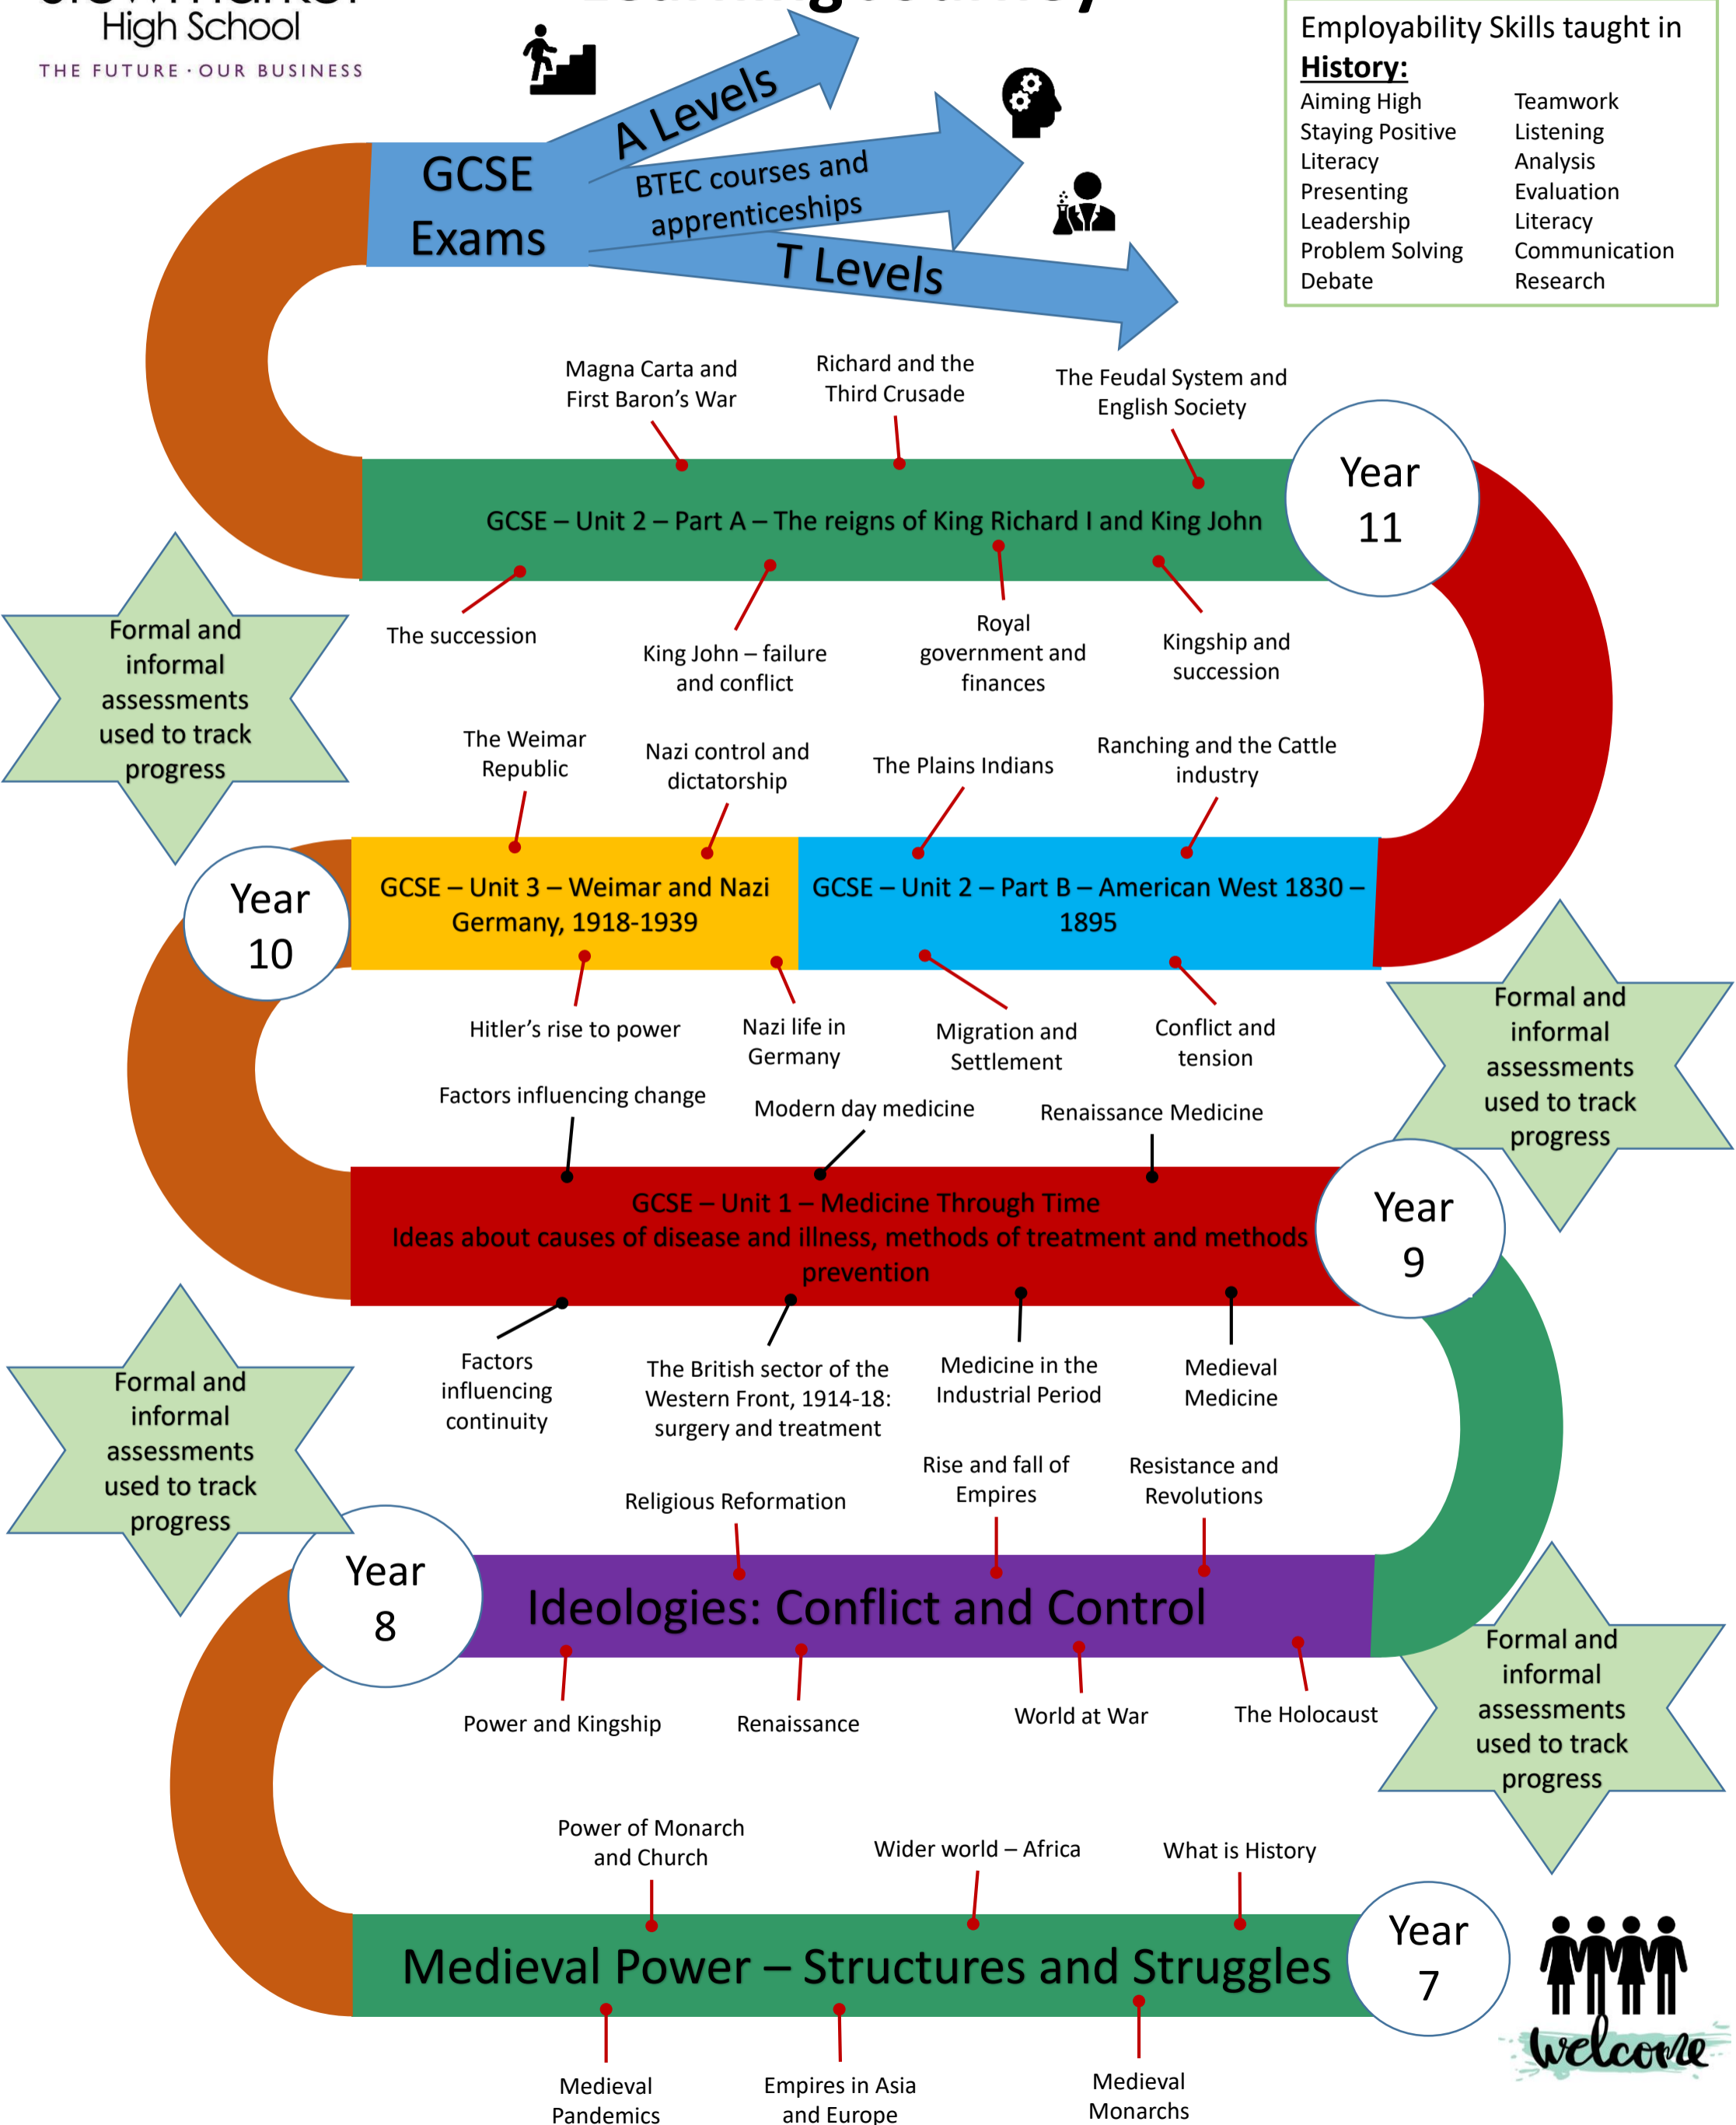 High School
THE FUTURE · OUR BUSINESS
Employability Skills taught in
History:
Aiming High
Staying Positive
Literacy
Presenting
Leadership
Problem Solving
Debate
Teamwork
Listening
Analysis
Evaluation
Literacy
Communication
Research
A Levels
GCSE
Exams
BTEC courses and
apprenticeships
T Levels
Magna Carta and
First Baron's War
Richard and the
Third Crusade
The Feudal System and
English Society
Year
11
GCSE – Unit 2 – Part A – The reigns of King Richard I and King John
The succession
King John – failure
and conflict
Royal
government and
finances
Kingship and
succession
Formal and
informal
assessments
used to track
progress
The Weimar
Republic
Nazi control and
dictatorship
The Plains Indians
Ranching and the Cattle
industry
Year
10
GCSE – Unit 3 – Weimar and Nazi
Germany, 1918-1939
GCSE – Unit 2 – Part B – American West 1830 –
1895
Hitler's rise to power
Nazi life in
Germany
Migration and
Settlement
Conflict and
tension
Formal and
informal
assessments
used to track
progress
Factors influencing change
Modern day medicine
Renaissance Medicine
GCSE – Unit 1 – Medicine Through Time
Ideas about causes of disease and illness, methods of treatment and methods
prevention
Year
9
Factors
influencing
continuity
The British sector of the
Western Front, 1914-18:
surgery and treatment
Medicine in the
Industrial Period
Medieval
Medicine
Formal and
informal
assessments
used to track
progress
Religious Reformation
Rise and fall of
Empires
Resistance and
Revolutions
Year
8
Ideologies: Conflict and Control
Power and Kingship
Renaissance
World at War
The Holocaust
Formal and
informal
assessments
used to track
progress
Power of Monarch
and Church
Wider world – Africa
What is History
Medieval Power – Structures and Struggles
Year
7
Medieval
Pandemics
Empires in Asia
and Europe
Medieval
Monarchs
welcome